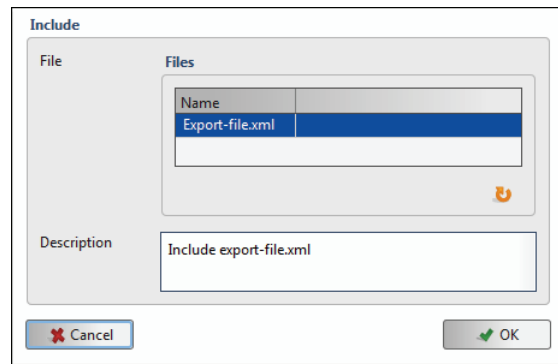 Include
File
Files
Name
Export-file.xml
Description
Include export-file.xml
Cancel
OK